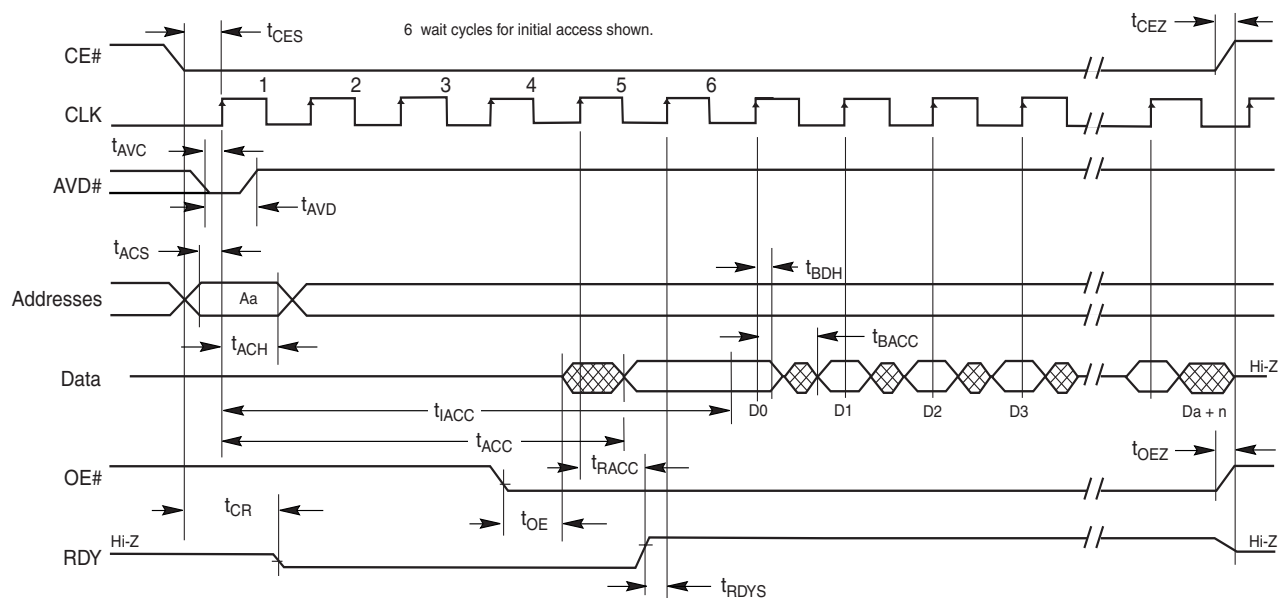 tCES
6 wait cycles for initial access shown.
tCEZ
CE#
1 2 3 4 5 6
CLK
tAVC
AVD#
tAVD
tACS
tBDH
Addresses
Aa
tACH
tBACC
Data
Hi-Z
tIACC
D0 D1 D2 D3 Da + n
tACC
tRACC
tOEZ
OE#
tCR
tOE
Hi-Z
Hi-Z
RDY
tRDYS